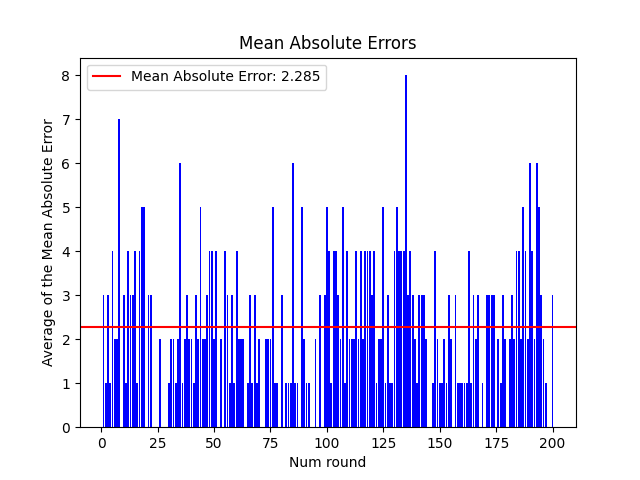 Mean Absolute Errors
Mean Absolute Error: 2.285
Average of the Mean Absolute Error
8
7
6
5
4
3
2
1
0
0 25 50 75 100 125 150 175 200
Num round